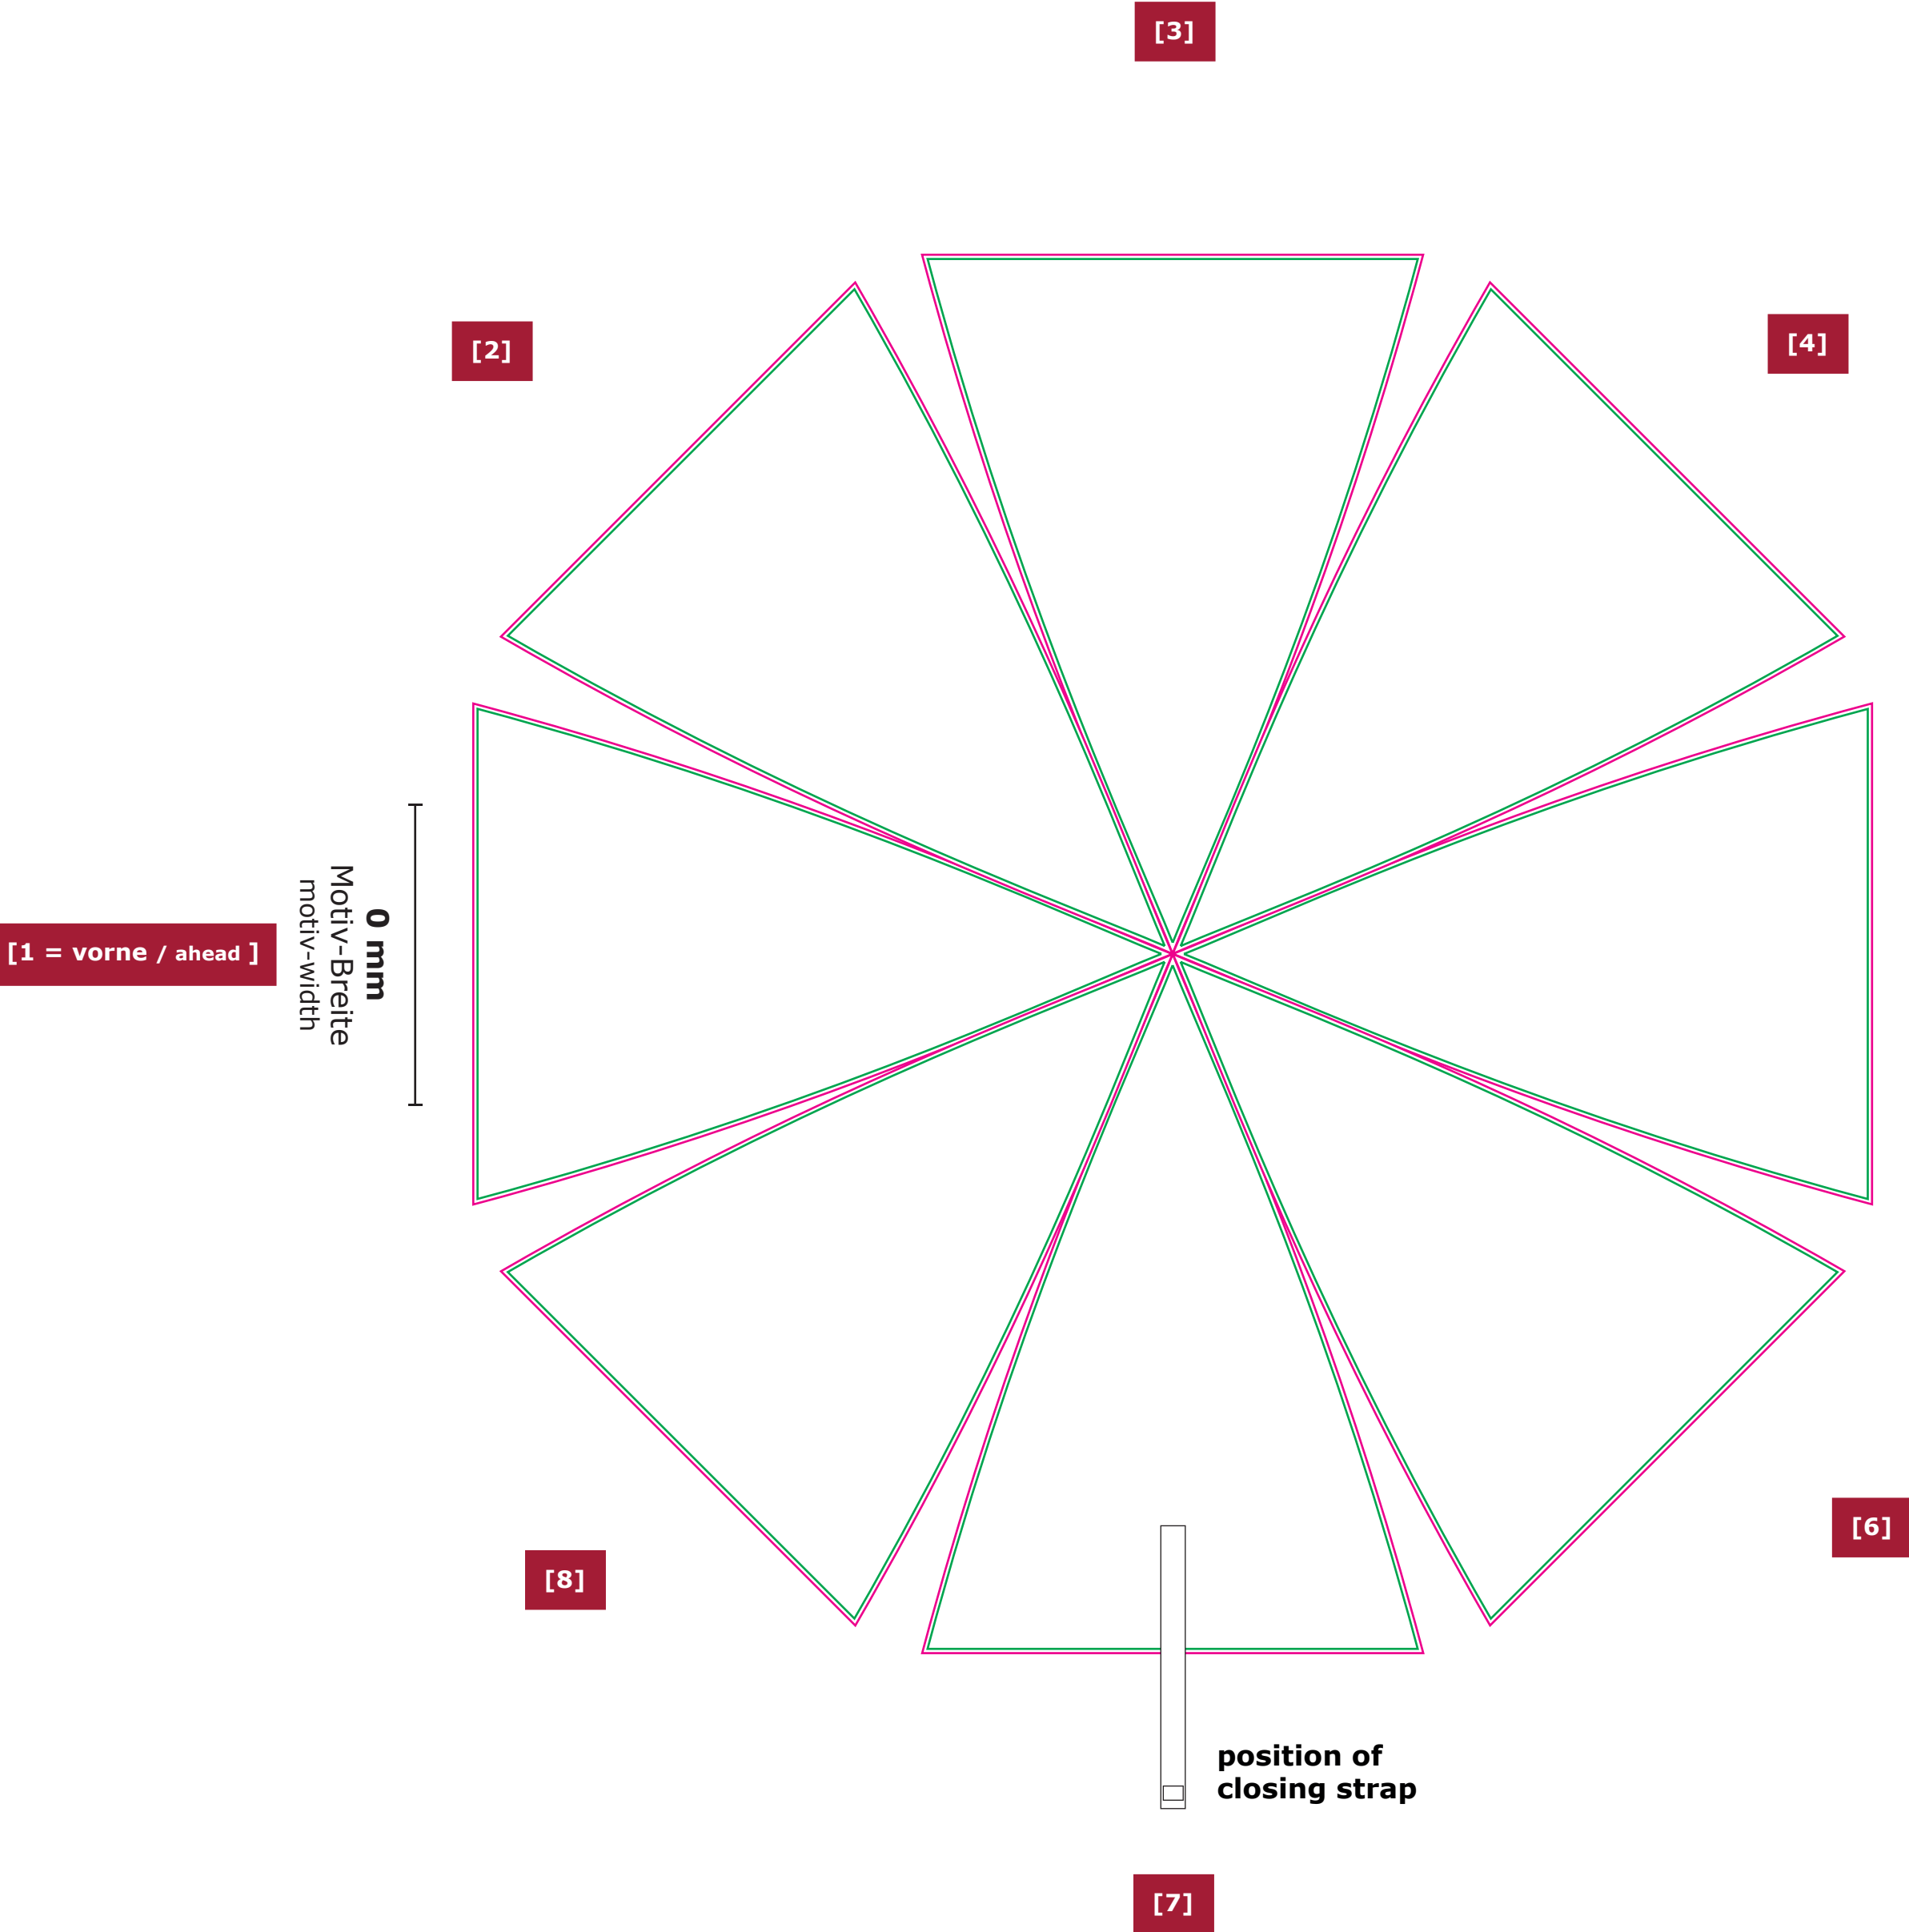 [3]
[2]
[4]
[1 = vorne / ahead ]
0 mm
Motiv-Breite
motiv-width
[6]
[8]
position of
closing strap
[7]